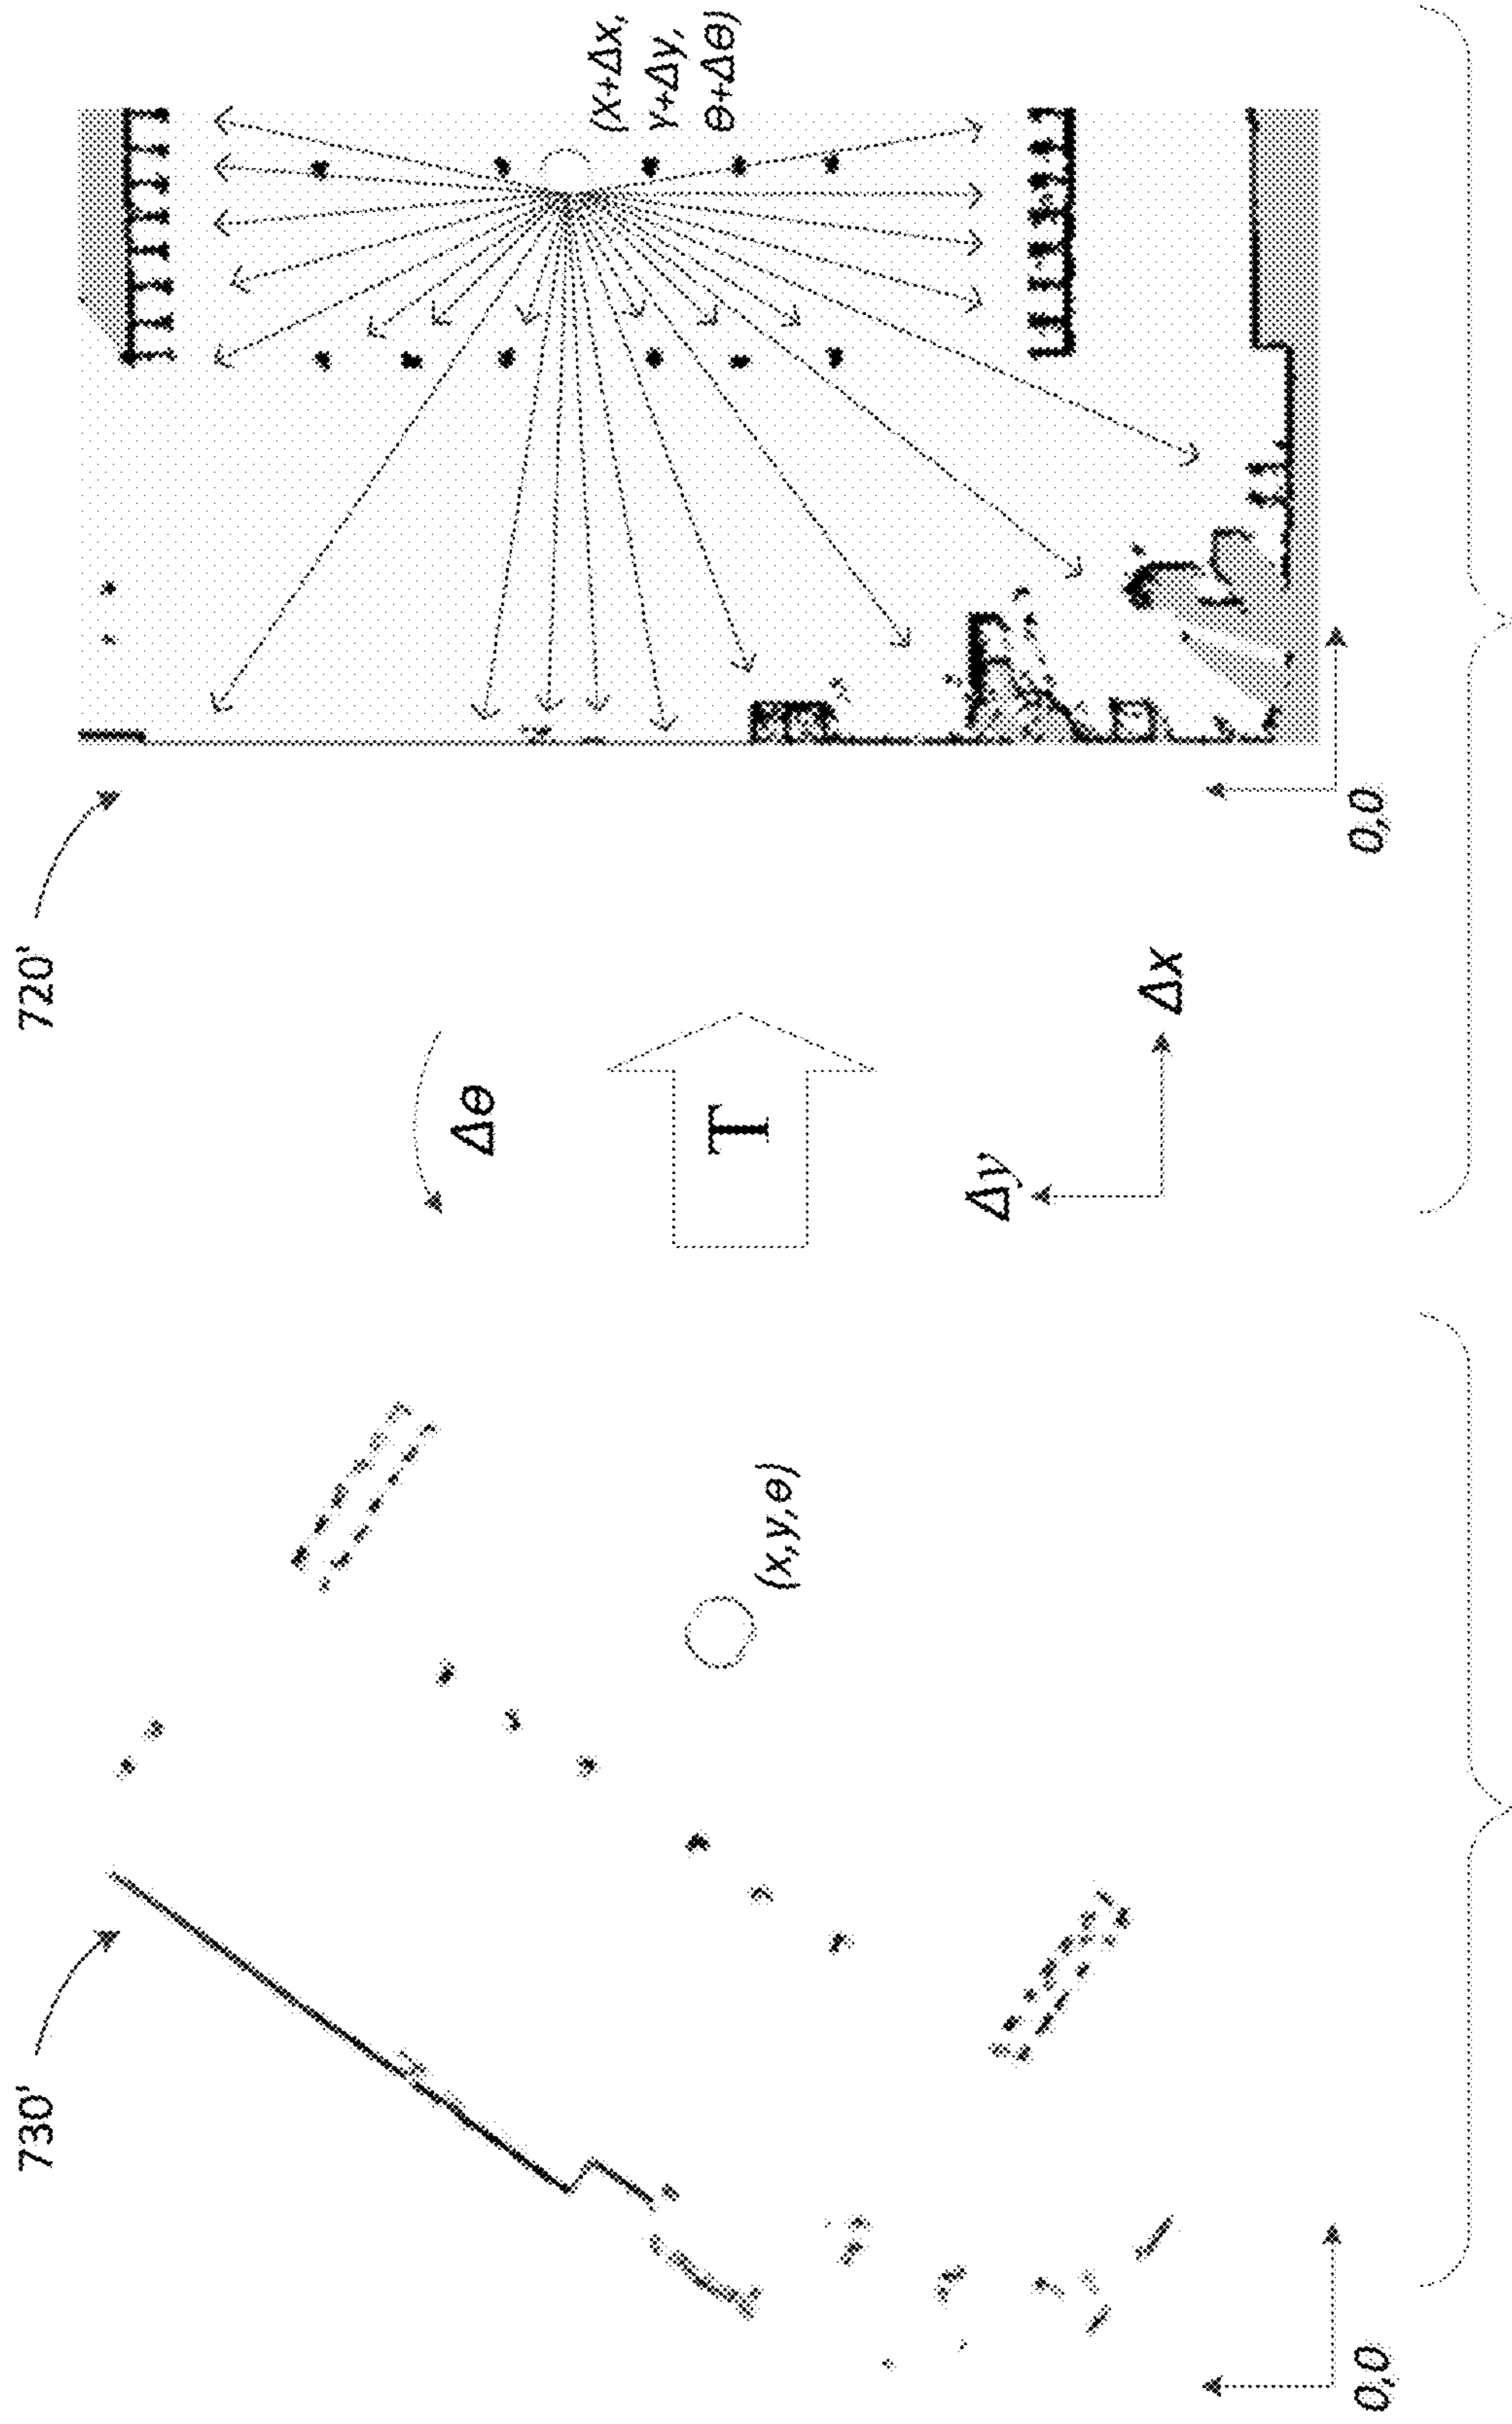 730'
720'
(x,y,θ)
0,0
Δθ
T
Δy
Δx
(x+Δx,
y+Δy,
θ+Δθ)
0,0